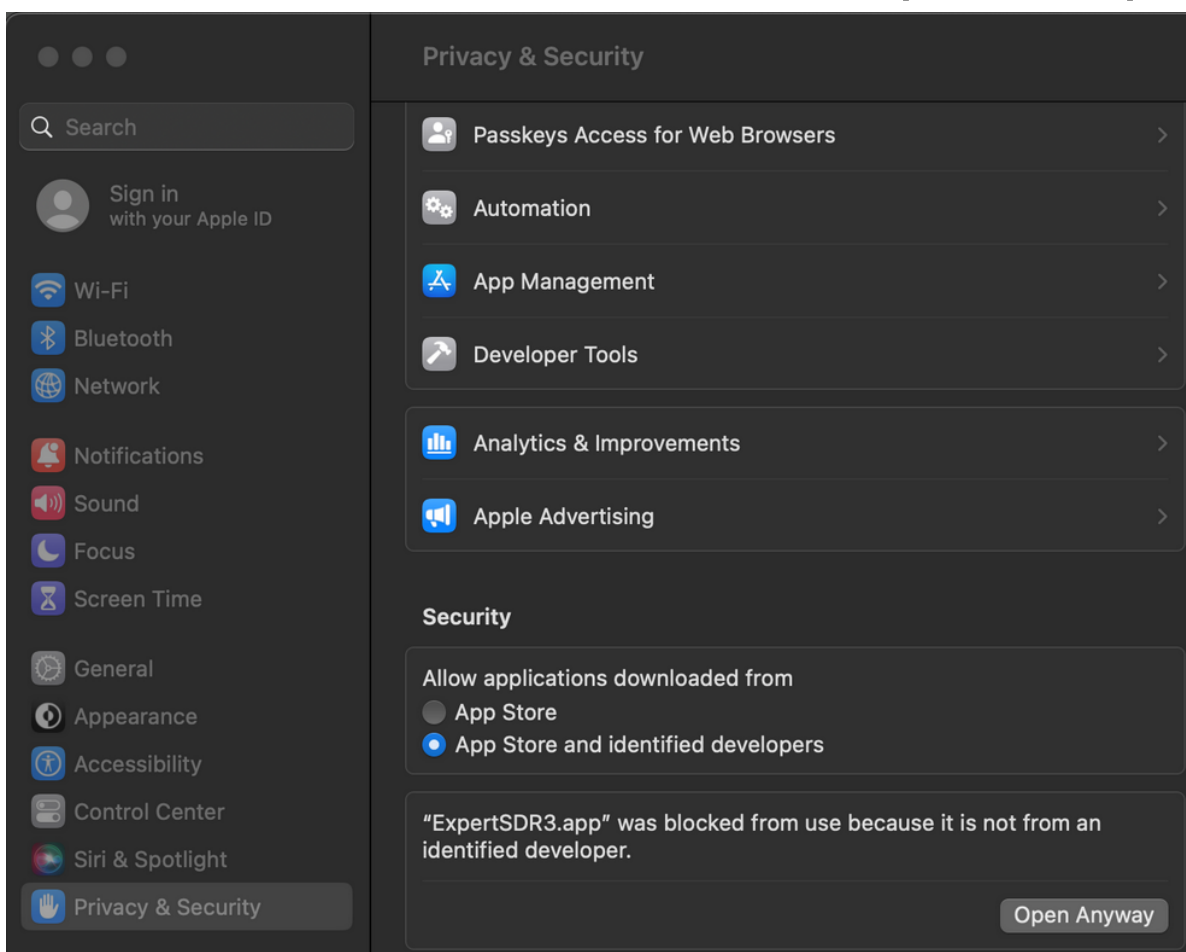 Privacy & Security
Search
Sign in
with your Apple ID
Wi-Fi
Bluetooth
Network
Notifications
Sound
Focus
Screen Time
General
Appearance
Accessibility
Control Center
Siri & Spotlight
Privacy & Security
Passkeys Access for Web Browsers
Automation
App Management
Developer Tools
Analytics & Improvements
Apple Advertising
Security
Allow applications downloaded from
App Store
App Store and identified developers
“ExpertSDR3.app” was blocked from use because it is not from an
identified developer.
Open Anyway